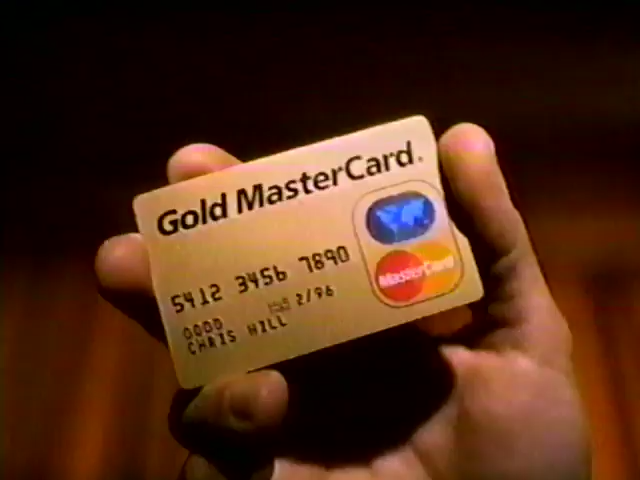 Gold MasterCard.
MasterCard
5412 3456 7890
2/96
0000
CHRIS HILL